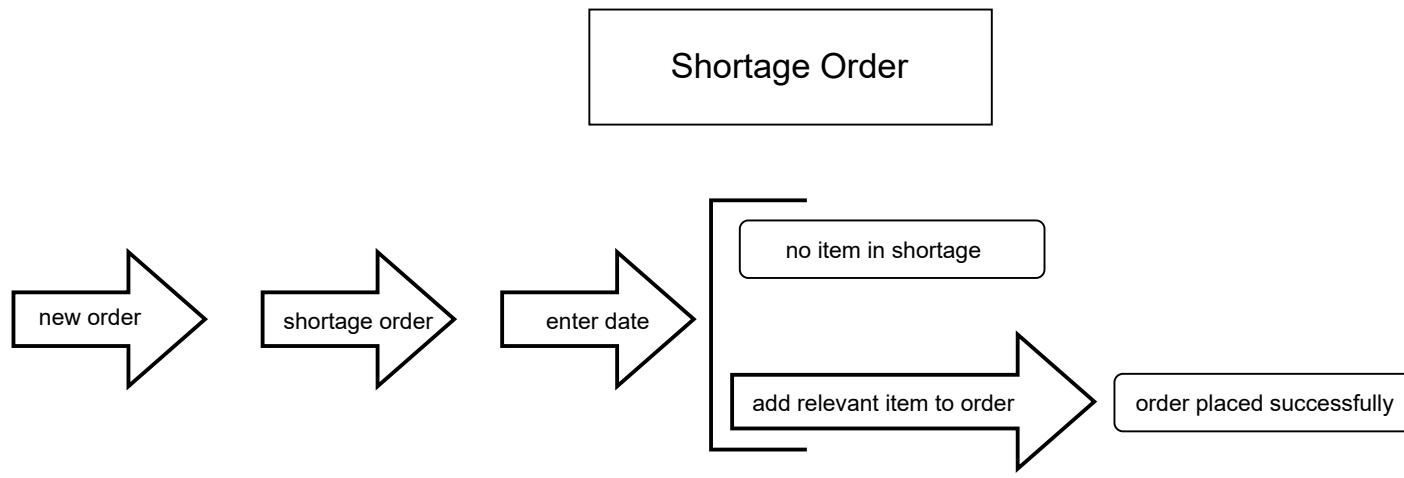 Shortage Order
new order
shortage order
enter date
no item in shortage
add relevant item to order
order placed successfully